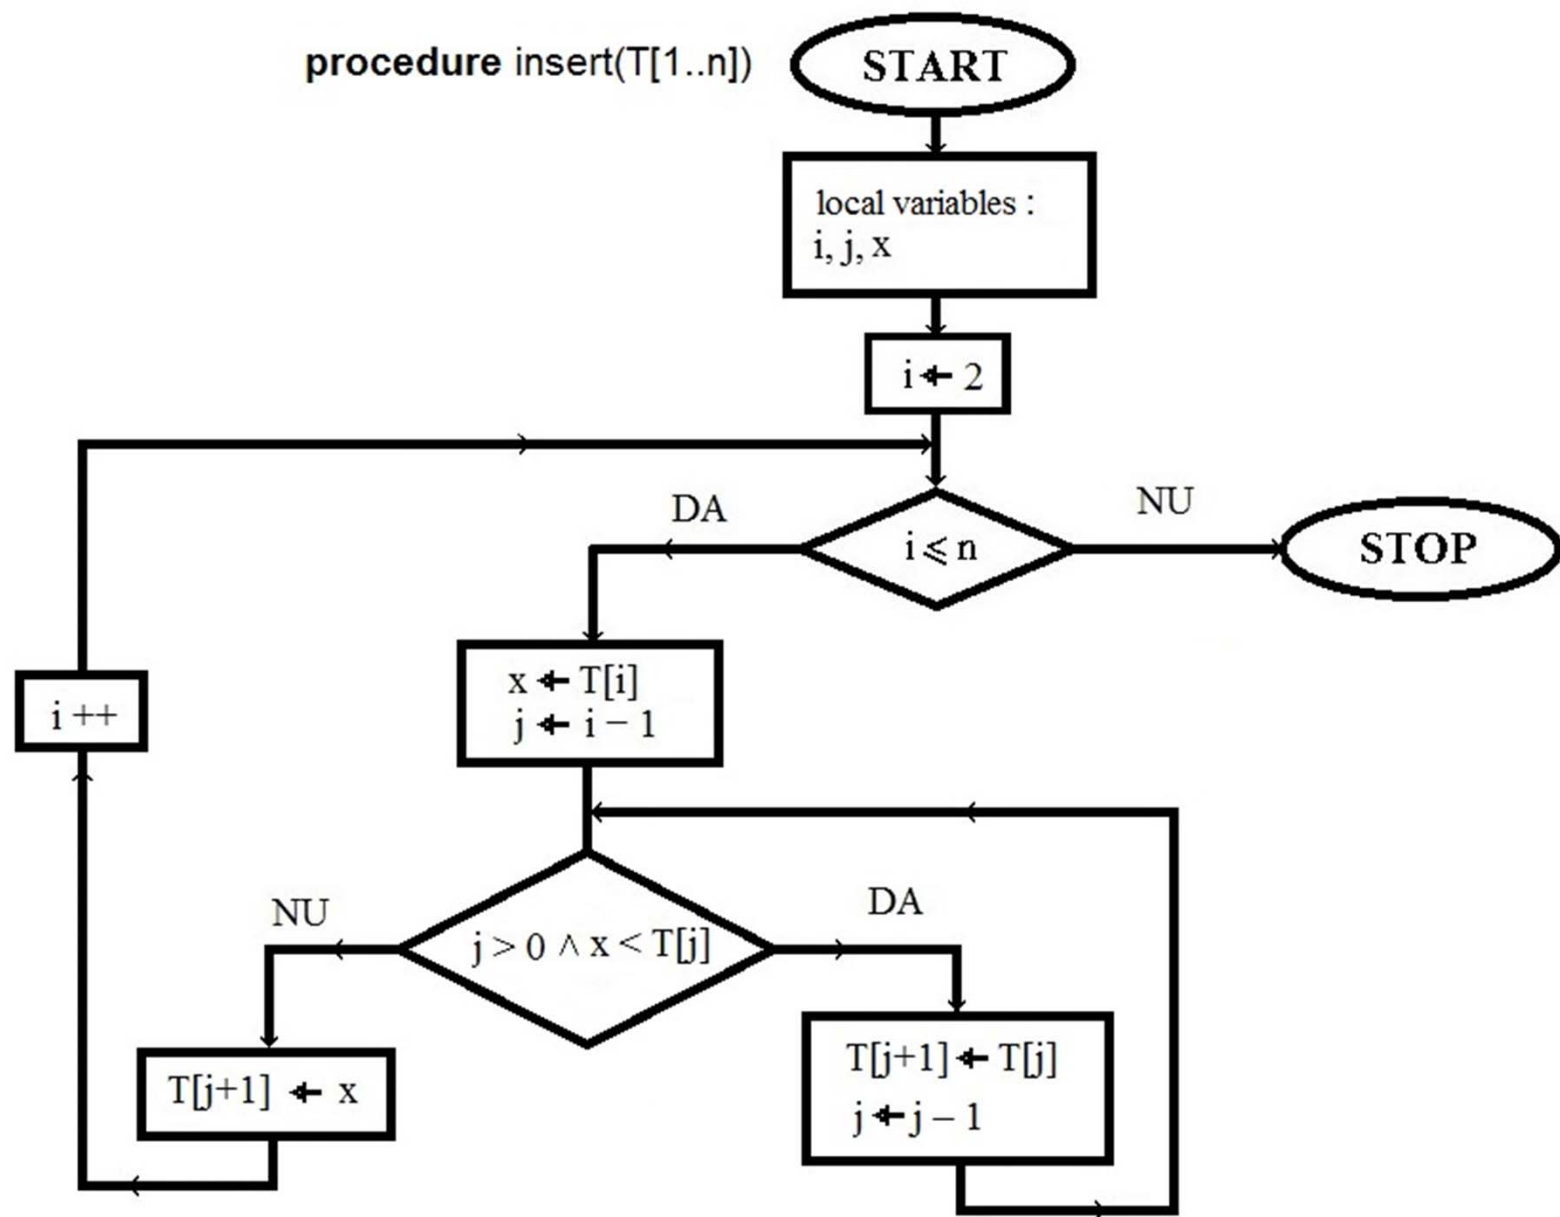 procedure insert(T[1..n])
START
local variables :
i, j, x
i ← 2
DA
i ⩽ n
NU
STOP
x ← T[i]
j ← i − 1
i ++
NU
j > 0 ∧ x < T[j]
DA
T[j+1] ← x
T[j+1] ← T[j]
j ← j − 1